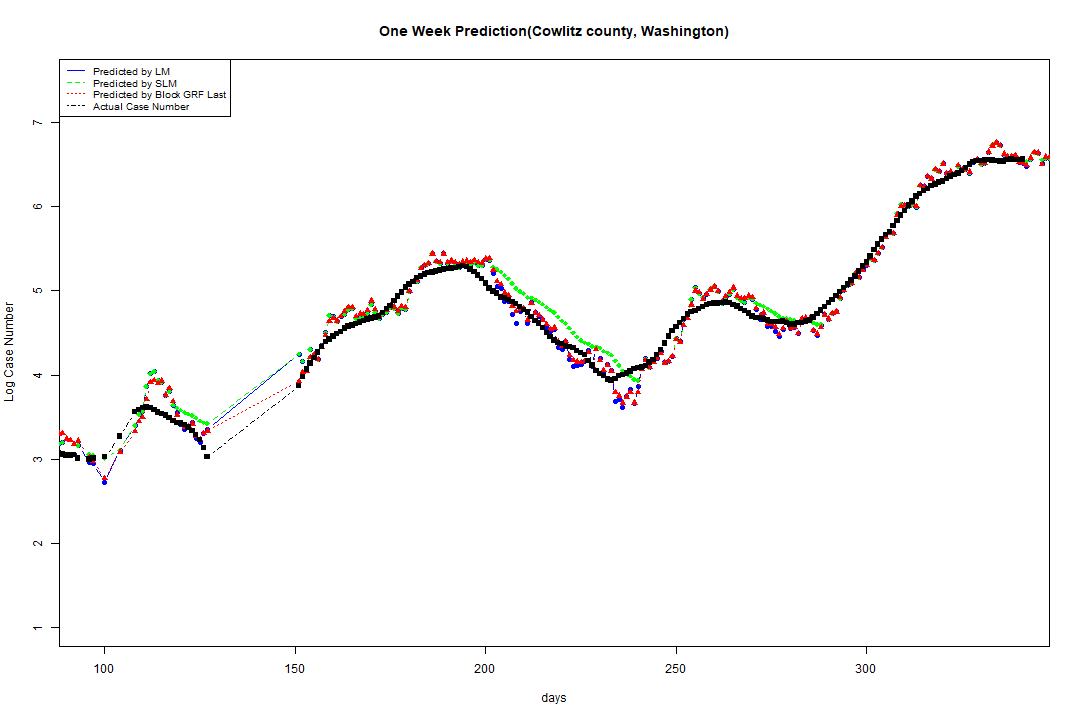 One Week Prediction(Cowlitz county, Washington)
Predicted by LM
Predicted by SLM
Predicted by Block GRF Last
Actual Case Number
7
6
5
4
3
2
1
Log Case Number
100 150 200 250 300
days